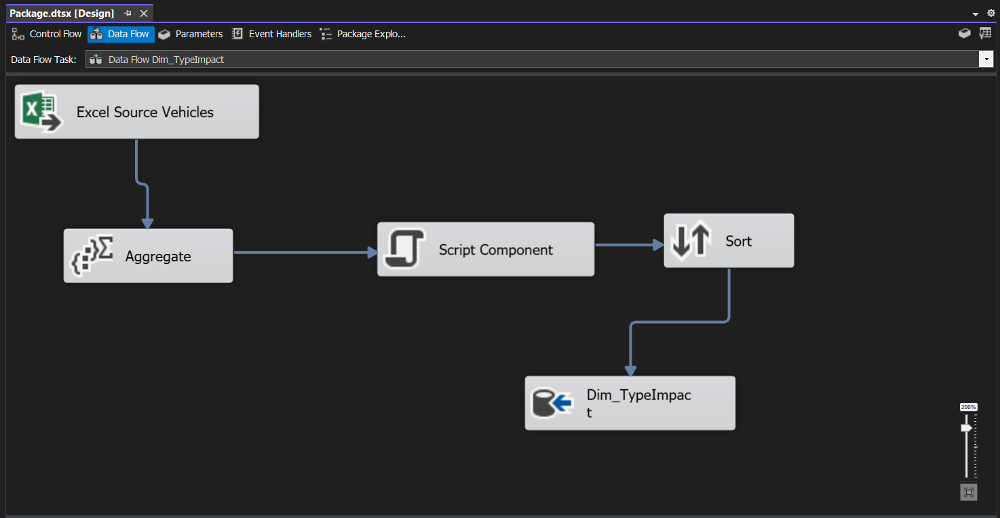 Package.dtsx [Design]
Control Flow Data Flow Parameters Event Handlers Package Explo...
Data Flow Task: Data Flow Dim_TypeImpact
Excel Source Vehicles
Aggregate
Script Component
Sort
Dim_TypeImpac
t
200%